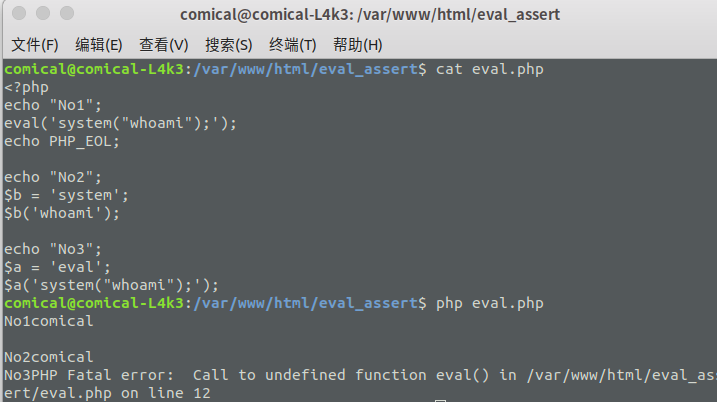 comical@comical-L4k3: /var/www/html/eval_assert
文件(F) 编辑(E) 查看(V) 搜索(S) 终端(T) 帮助(H)
comical@comical-L4k3:/var/www/html/eval_assert$ cat eval.php
<?php
echo "No1";
eval('system("whoami");');
echo PHP_EOL;
echo "No2";
$b = 'system';
$b('whoami');
echo "No3";
$a = 'eval';
$a('system("whoami");');
comical@comical-L4k3:/var/www/html/eval_assert$ php eval.php
No1comical
No2comical
No3PHP Fatal error:  Call to undefined function eval() in /var/www/html/eval_ass
ert/eval.php on line 12